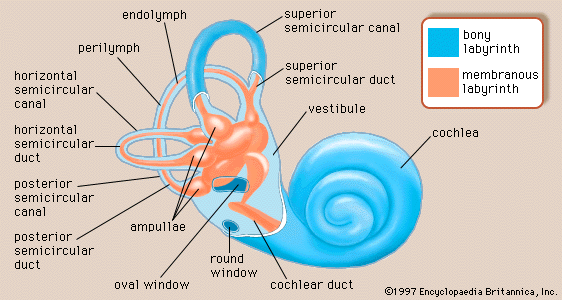 endolymph
perilymph
horizontal
semicircular
canal
horizontal
semicircular
duct
posterior
semicircular
canal
posterior
semicircular
duct
ampullae
oval window
round
window
cochlear duct
superior
semicircular canal
superior
semicircular duct
vestibule
cochlea
bony
labyrinth
membranous
labyrinth
©1997 Encyclopaedia Britannica, Inc.